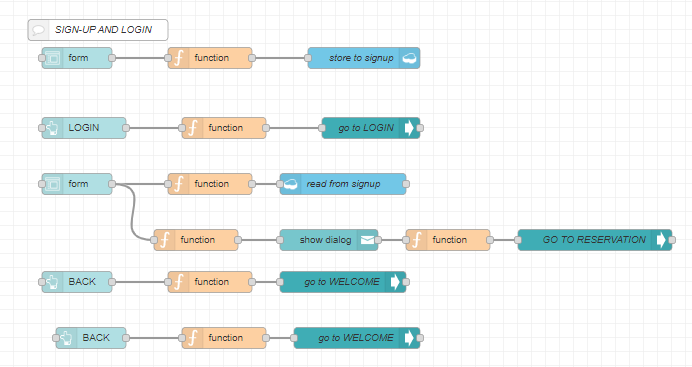 SIGN-UP AND LOGIN
form function store to signup
LOGIN function go to LOGIN
form function read from signup
function show dialog function GO TO RESERVATION
BACK function go to WELCOME
BACK function go to WELCOME